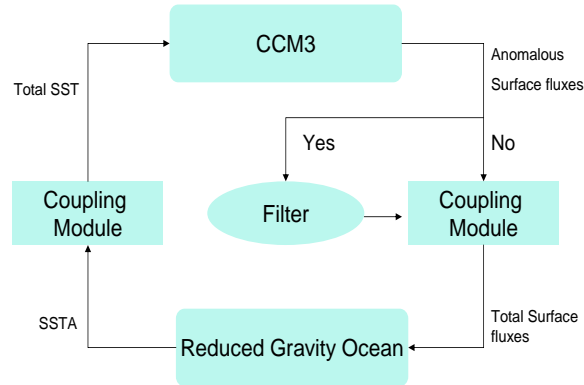 CCM3
Anomalous
Surface fluxes
Total SST
Yes
No
Coupling
Module
Filter
Coupling
Module
SSTA
Reduced Gravity Ocean
Total Surface
fluxes